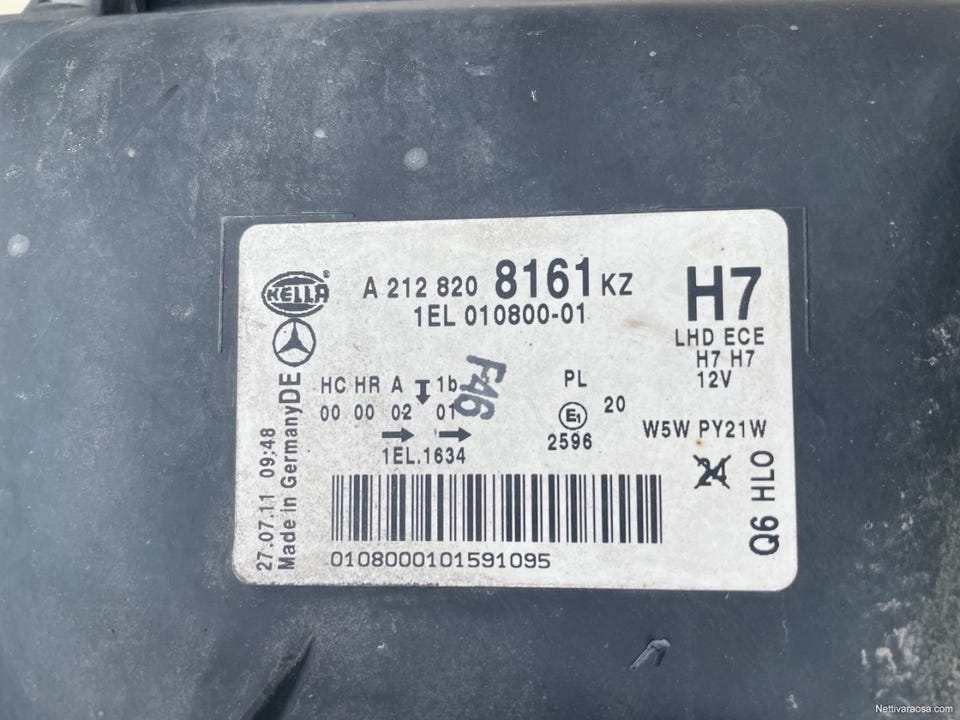 HELLA ®
A 212 820 8161 KZ
1EL 010800-01
H7
LHD ECE
H7 H7
12V
HC HR A 1b
00 00 02 01
F46
1EL.1634
PL
E1
20
2596
W5W PY21W
24
Q6 HLO
DE
27.07.11 09:48
Made in Germany
0108000101591095
Nettivaraosa.com